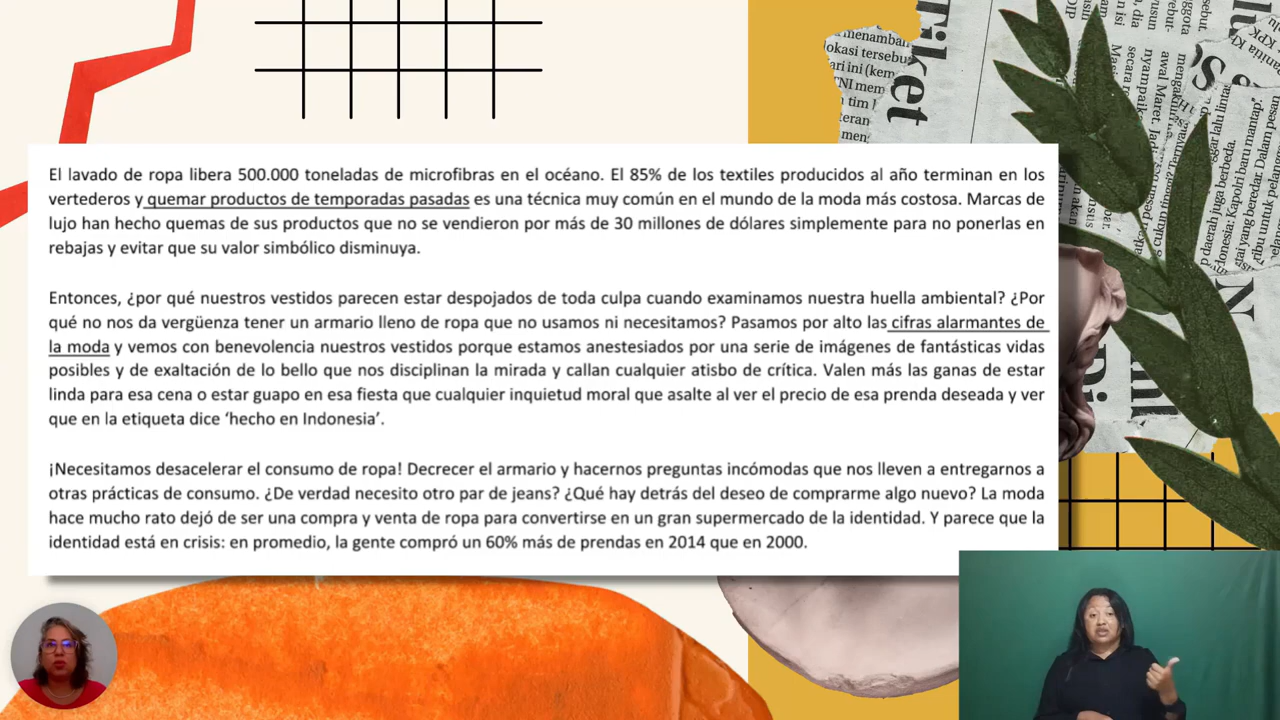 El lavado de ropa libera 500.000 toneladas de microfibras en el océano. El 85% de los textiles producidos al año terminan en los
vertederos y quemar productos de temporadas pasadas es una técnica muy común en el mundo de la moda más costosa. Marcas de
lujo han hecho quemas de sus productos que no se vendieron por más de 30 millones de dólares simplemente para no ponerlas en
rebajas y evitar que su valor simbólico disminuya.
Entonces, ¿por qué nuestros vestidos parecen estar despojados de toda culpa cuando examinamos nuestra huella ambiental? ¿Por
qué no nos da vergüenza tener un armario lleno de ropa que no usamos ni necesitamos? Pasamos por alto las cifras alarmantes de
la moda y vemos con benevolencia nuestros vestidos porque estamos anestesiados por una serie de imágenes de fantásticas vidas
posibles y de exaltación de lo bello que nos disciplinan la mirada y callan cualquier atisbo de crítica. Valen más las ganas de estar
linda para esa cena o estar guapo en esa fiesta que cualquier inquietud moral que asalte al ver el precio de esa prenda deseada y ver
que en la etiqueta dice ‘hecho en Indonesia’.
¡Necesitamos desacelerar el consumo de ropa! Decrecer el armario y hacernos preguntas incómodas que nos lleven a entregarnos a
otras prácticas de consumo. ¿De verdad necesito otro par de jeans? ¿Qué hay detrás del deseo de comprarme algo nuevo? La moda
hace mucho rato dejó de ser una compra y venta de ropa para convertirse en un gran supermercado de la identidad. Y parece que la
identidad está en crisis: en promedio, la gente compró un 60% más de prendas en 2014 que en 2000.
menamban
okasi tersebu
ari ini (kem
TNI mem
tim
teran
men
Tiket